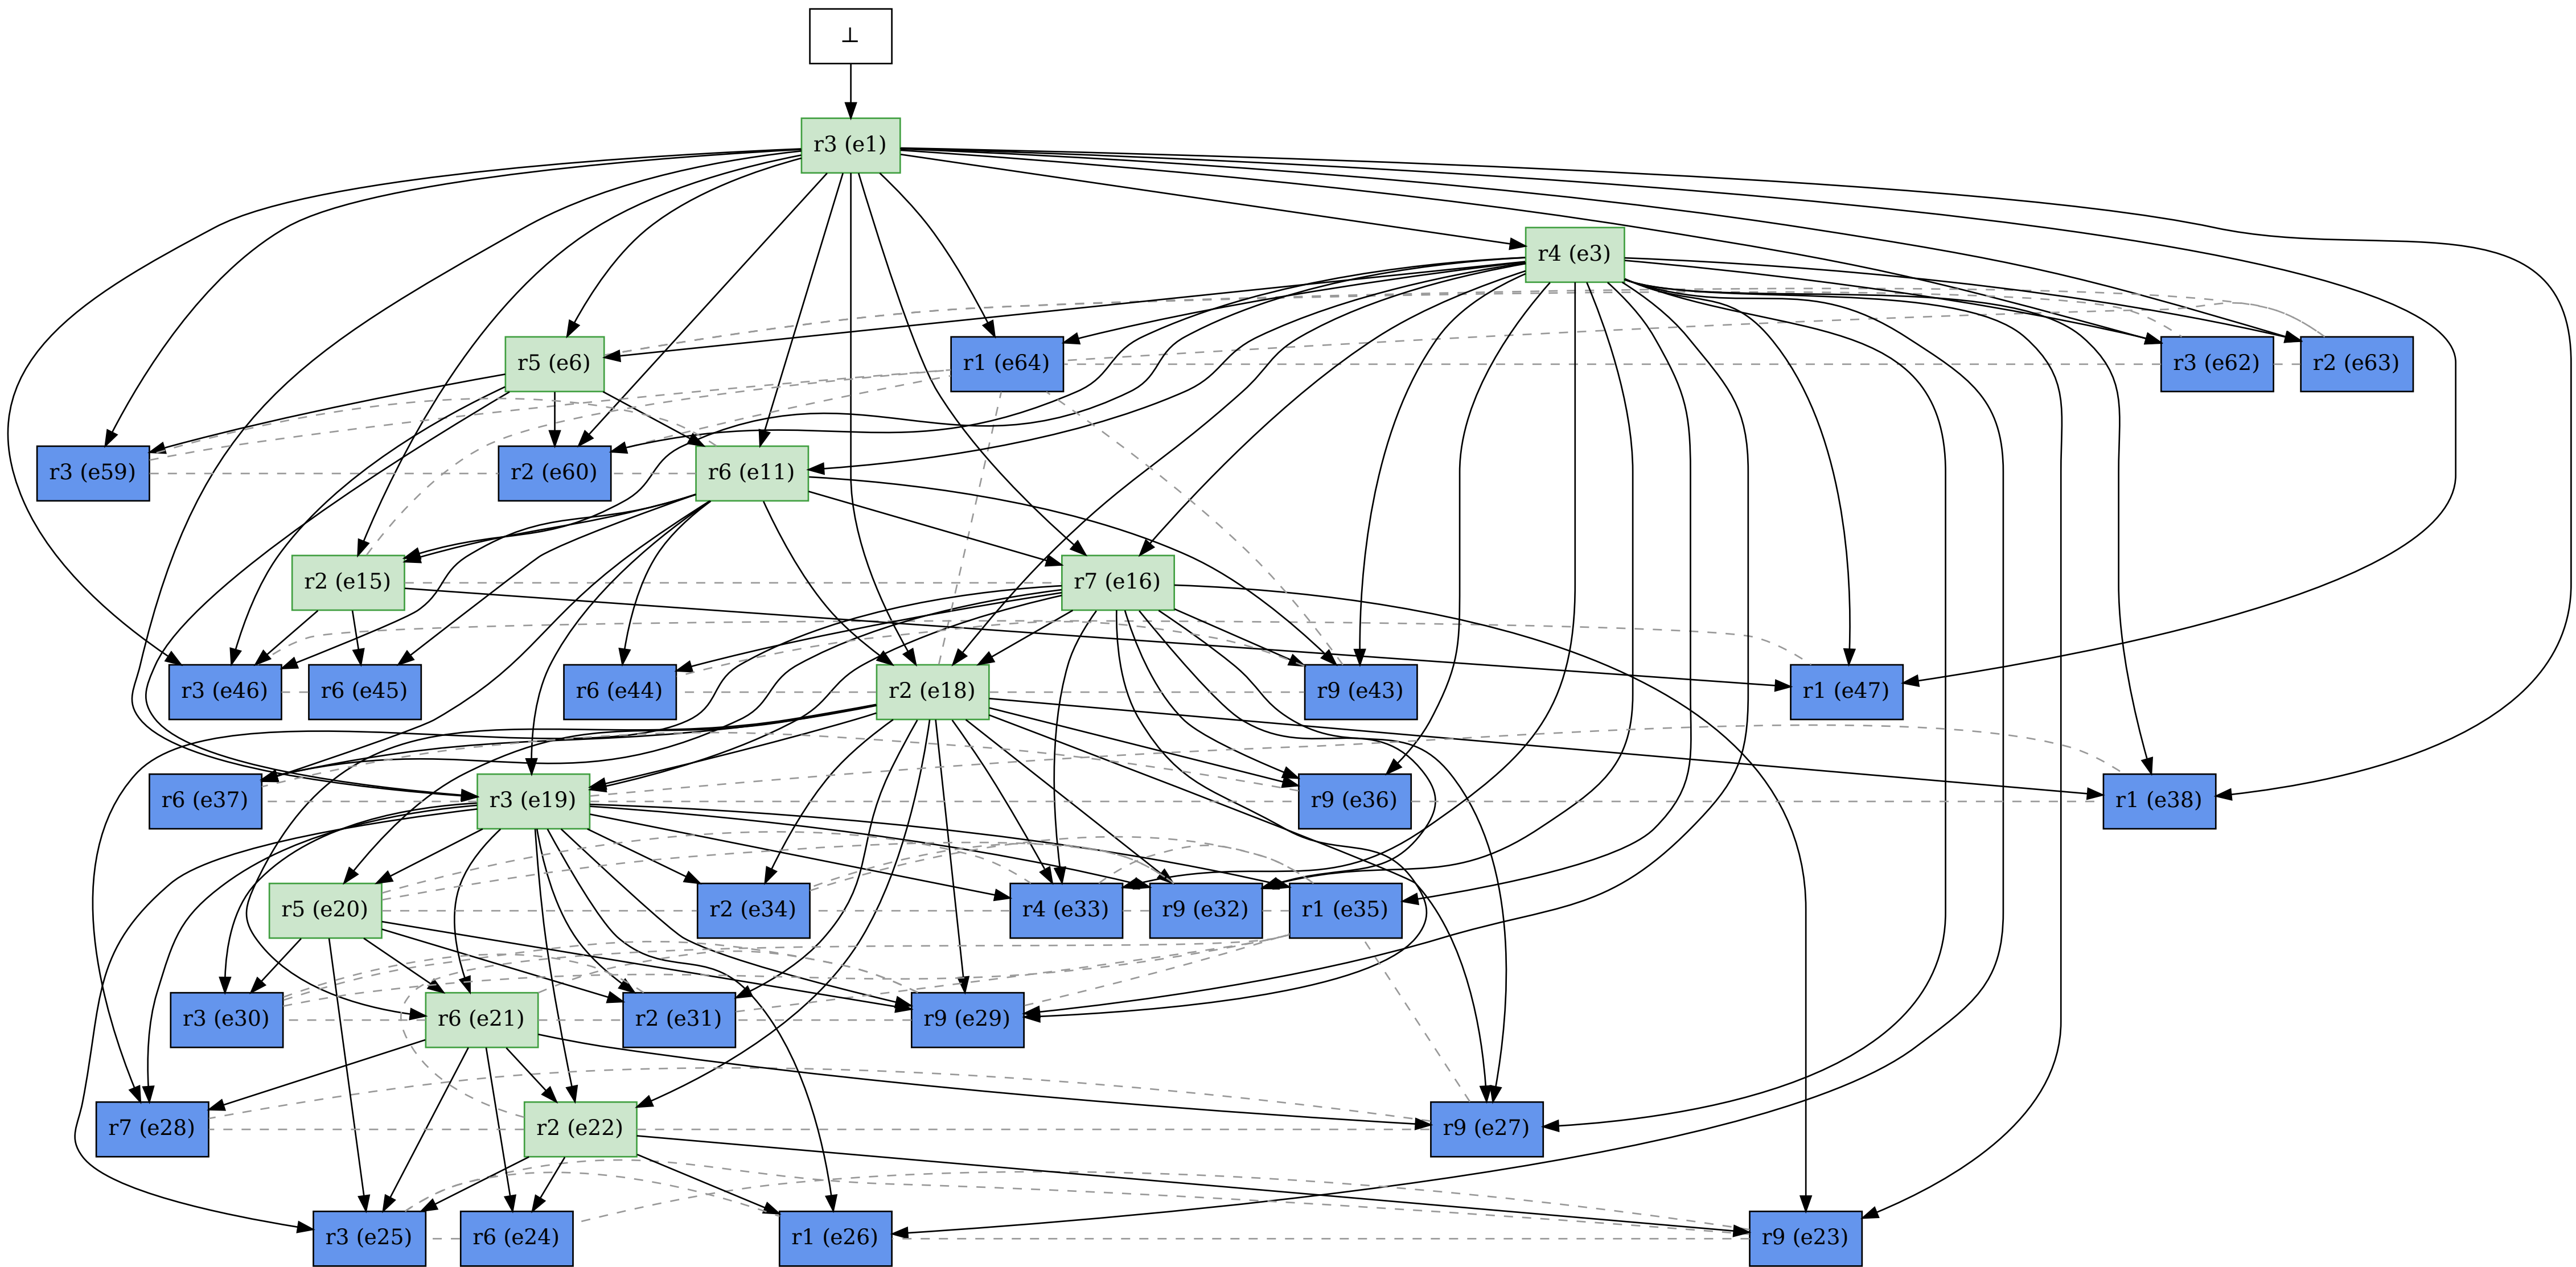 ⊥
r3 (e1)
r4 (e3)
r5 (e6)
r1 (e64)
r3 (e62)
r2 (e63)
r3 (e59)
r2 (e60)
r6 (e11)
r2 (e15)
r7 (e16)
r3 (e46)
r6 (e45)
r6 (e44)
r2 (e18)
r9 (e43)
r1 (e47)
r6 (e37)
r3 (e19)
r9 (e36)
r1 (e38)
r5 (e20)
r2 (e34)
r4 (e33)
r9 (e32)
r1 (e35)
r3 (e30)
r6 (e21)
r2 (e31)
r9 (e29)
r7 (e28)
r2 (e22)
r9 (e27)
r3 (e25)
r6 (e24)
r1 (e26)
r9 (e23)